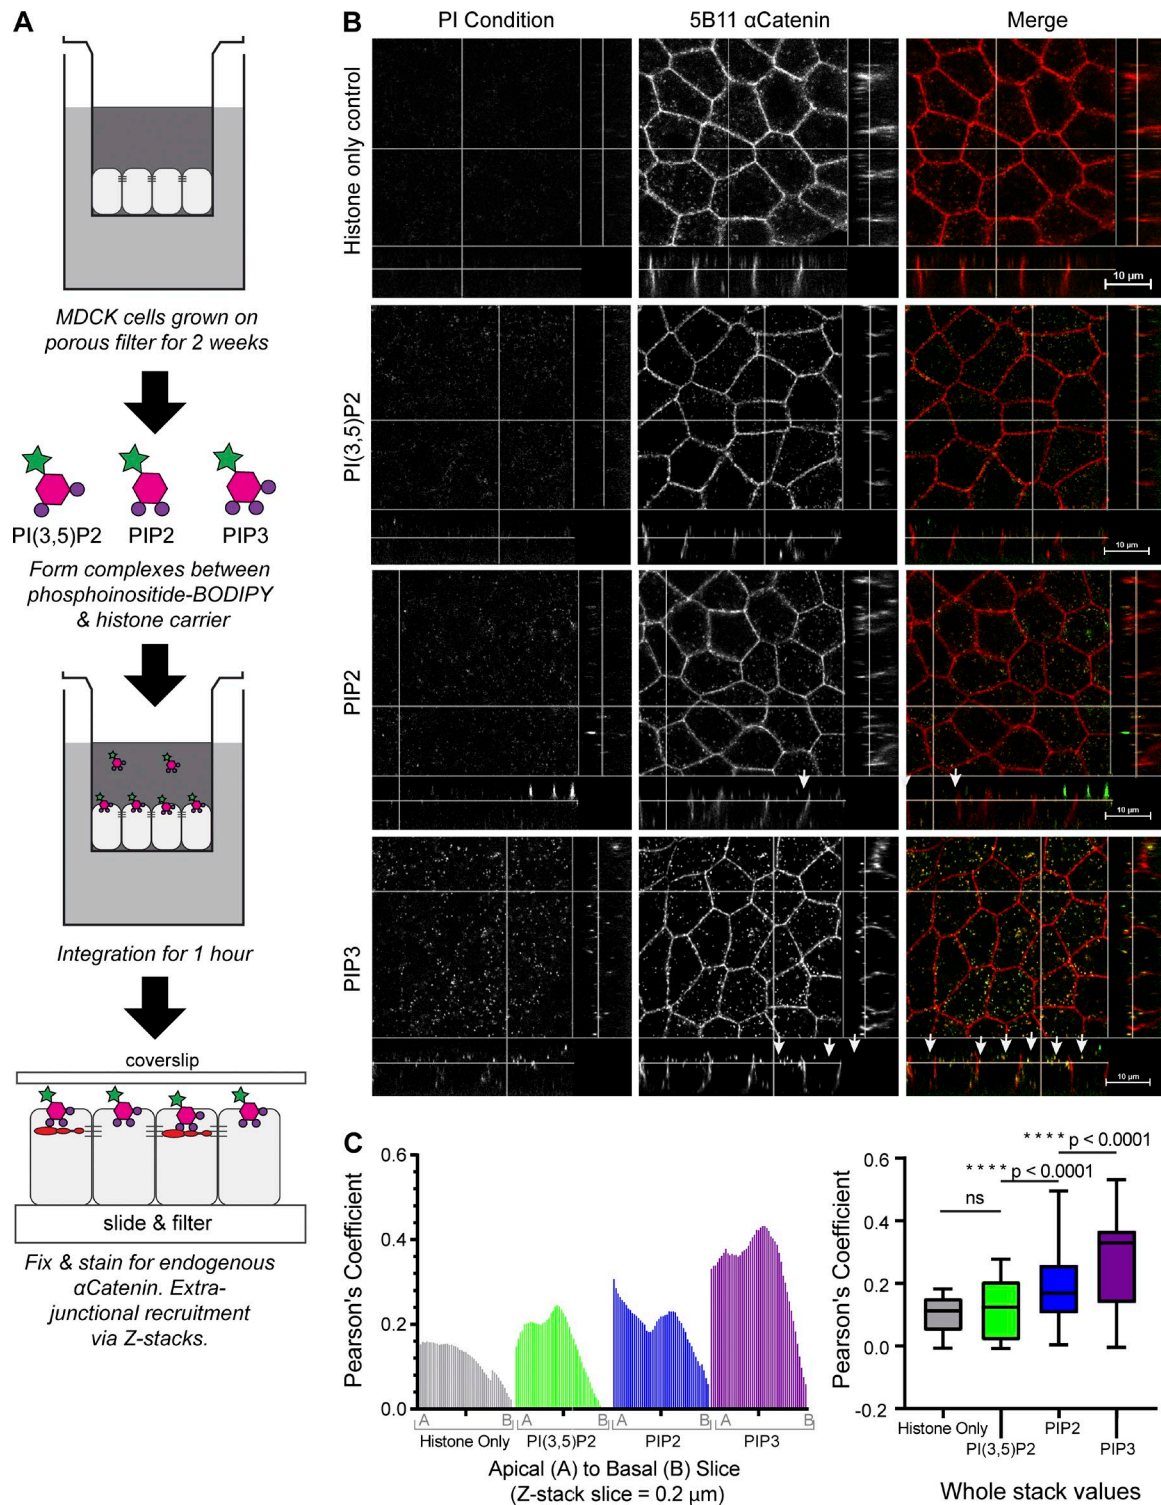 A
MDCK cells grown on
porous filter for 2 weeks
PI(3,5)P2 PIP2 PIP3
Form complexes between
phosphoinositide-BODIPY
& histone carrier
Integration for 1 hour
coverslip
slide & filter
Fix & stain for endogenous
αCatenin. Extra-
junctional recruitment
via Z-stacks.
B
PI Condition 5B11 αCatenin Merge
Histone only control
10 µm
PI(3,5)P2
10 µm
PIP2
10 µm
PIP3
10 µm
C
Pearson's Coefficient
0.6
0.4
0.2
0.0
A B A B A B A B
Histone Only PI(3,5)P2 PIP2 PIP3
Apical (A) to Basal (B) Slice
(Z-stack slice = 0.2 µm)
Pearson's Coefficient
0.6
0.4
0.2
0.0
-0.2
**** p < 0.0001
**** p < 0.0001
ns
Histone Only PIP2
PI(3,5)P2 PIP3
Whole stack values